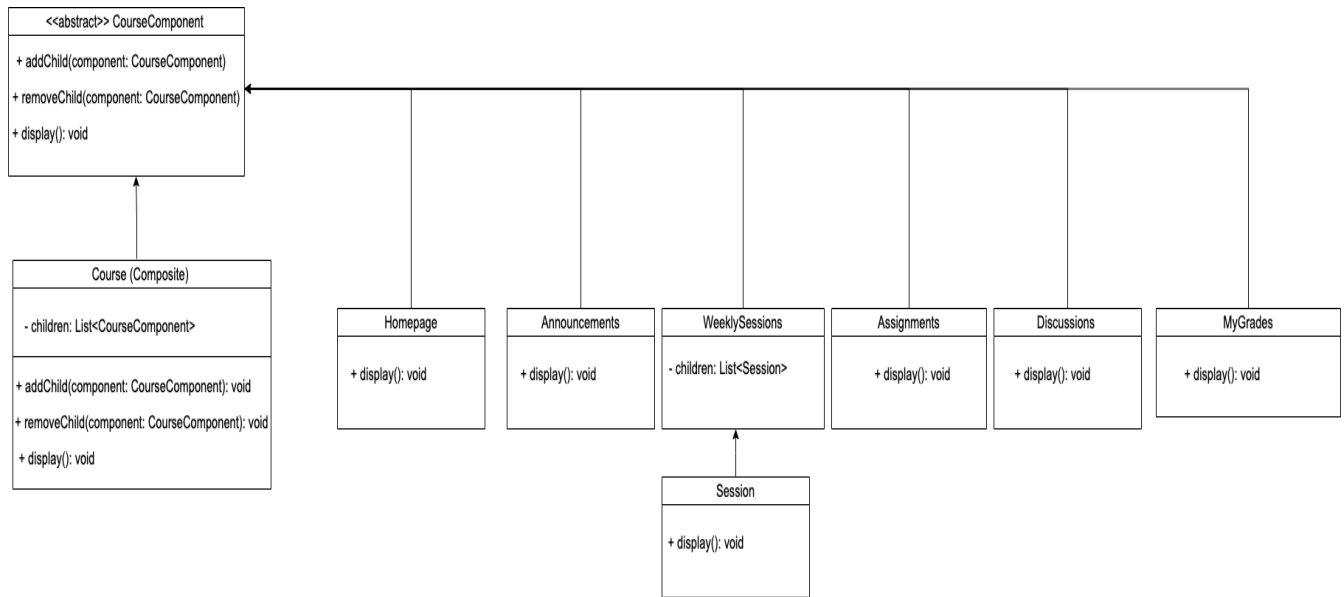 <<abstract>> CourseComponent
+ addChild(component: CourseComponent)
+ removeChild(component: CourseComponent)
+ display(): void
Course (Composite)
- children: List<CourseComponent>
+ addChild(component: CourseComponent): void
+ removeChild(component: CourseComponent): void
+ display(): void
Homepage
+ display(): void
Announcements
+ display(): void
WeeklySessions
- children: List<Session>
Assignments
+ display(): void
Discussions
+ display(): void
MyGrades
+ display(): void
Session
+ display(): void